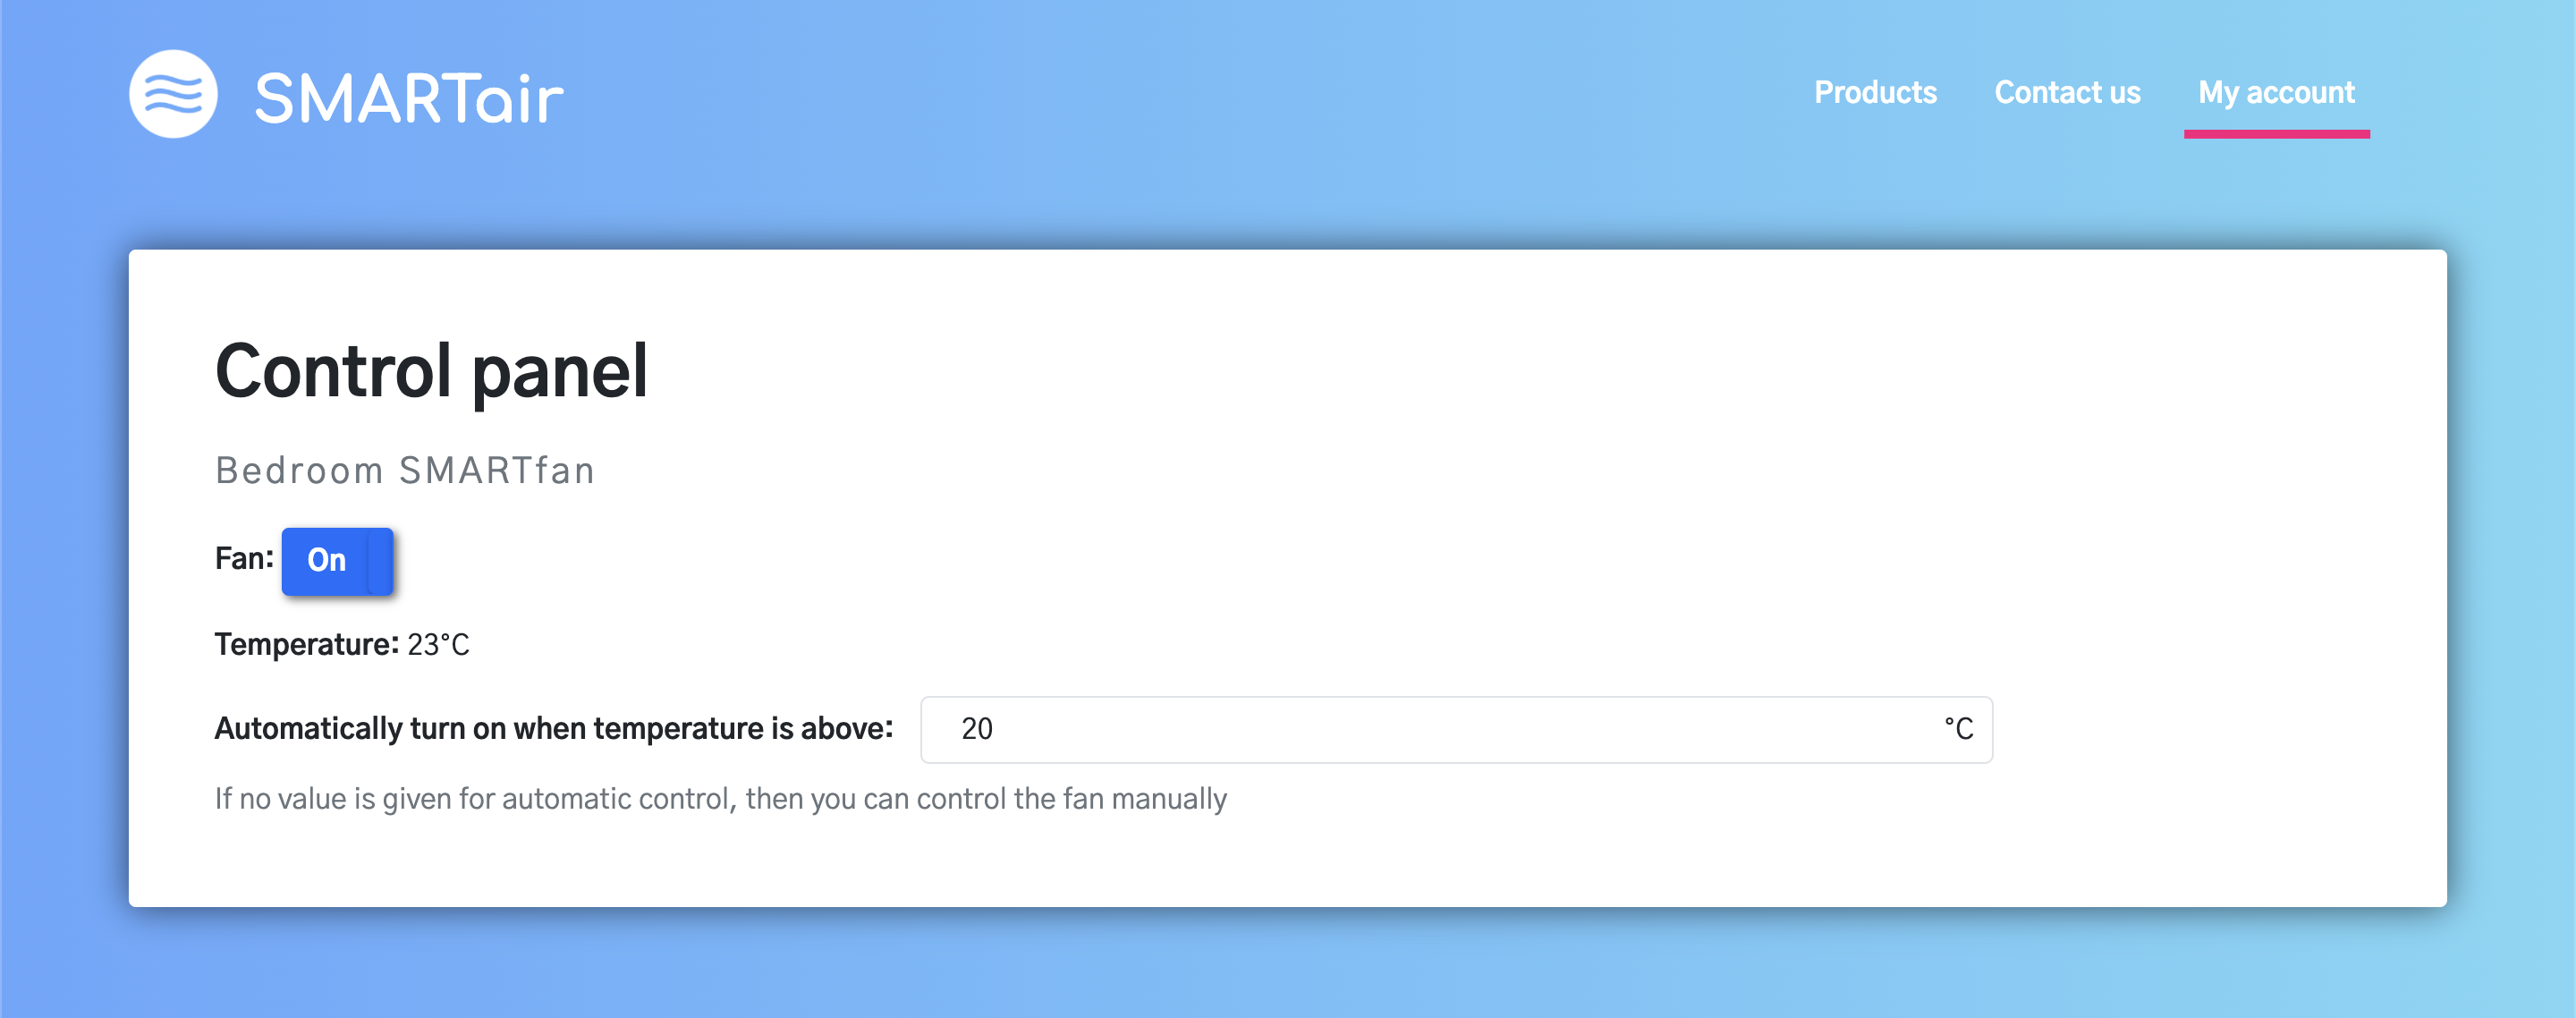 SMARTair
Products Contact us My account
Control panel
Bedroom SMARTfan
Fan: On
Temperature: 23°C
Automatically turn on when temperature is above: 20 °C
If no value is given for automatic control, then you can control the fan manually